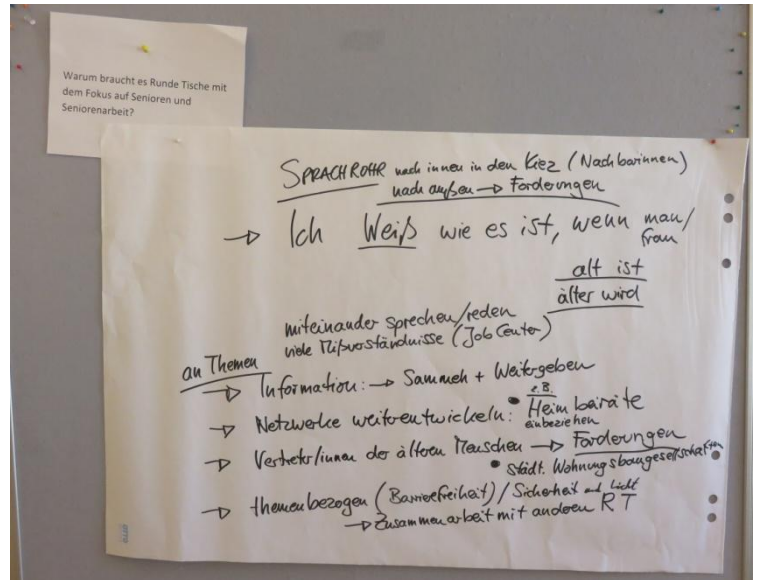 Warum braucht es Runde Tische mit
dem Fokus auf Senioren und
Seniorenarbeit?
SPRACHROHR nach innen in den Kiez (Nachbarinnen)
nach außen → Forderungen
→ Ich Weiß wie es ist, wenn man/
frau
alt ist
älter wird
miteinander sprechen/reden
viele Mißverständnisse (JobCenter)
an Themen
→ Information: → Sammeln + Weitergeben
→ Netzwerke weiterentwickeln: • z.B. Heimbeiräte
einbeziehen
→ Vertreter/innen der älteren Menschen → Forderungen
• städt. Wohnungsbaugesellschaften
→ themenbezogen (Barrierefreiheit) / Sicherheit und Licht
→ Zusammenarbeit mit anderen RT